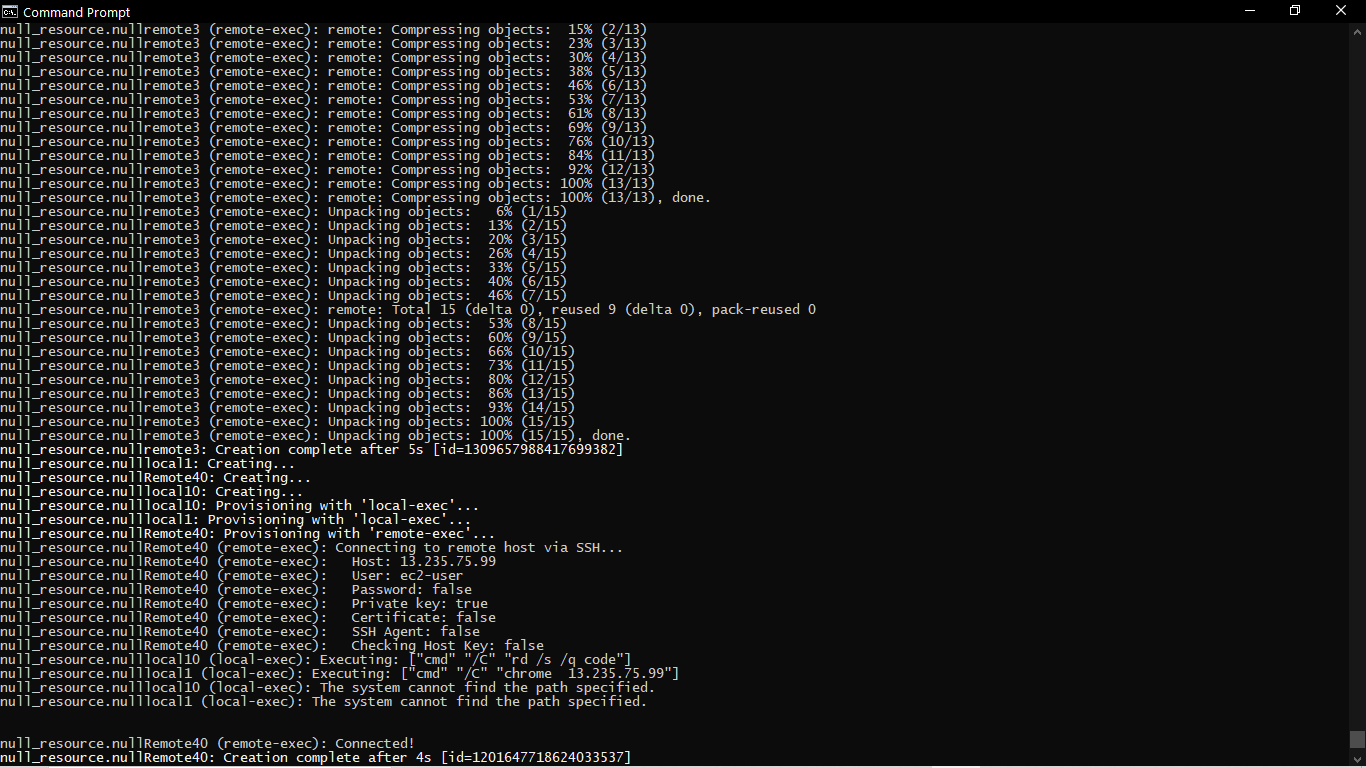 Command Prompt
null_resource.nullremote3 (remote-exec): remote: Compressing objects:  15% (2/13)
null_resource.nullremote3 (remote-exec): remote: Compressing objects:  23% (3/13)
null_resource.nullremote3 (remote-exec): remote: Compressing objects:  30% (4/13)
null_resource.nullremote3 (remote-exec): remote: Compressing objects:  38% (5/13)
null_resource.nullremote3 (remote-exec): remote: Compressing objects:  46% (6/13)
null_resource.nullremote3 (remote-exec): remote: Compressing objects:  53% (7/13)
null_resource.nullremote3 (remote-exec): remote: Compressing objects:  61% (8/13)
null_resource.nullremote3 (remote-exec): remote: Compressing objects:  69% (9/13)
null_resource.nullremote3 (remote-exec): remote: Compressing objects:  76% (10/13)
null_resource.nullremote3 (remote-exec): remote: Compressing objects:  84% (11/13)
null_resource.nullremote3 (remote-exec): remote: Compressing objects:  92% (12/13)
null_resource.nullremote3 (remote-exec): remote: Compressing objects: 100% (13/13)
null_resource.nullremote3 (remote-exec): remote: Compressing objects: 100% (13/13), done.
null_resource.nullremote3 (remote-exec): Unpacking objects:   6% (1/15)
null_resource.nullremote3 (remote-exec): Unpacking objects:  13% (2/15)
null_resource.nullremote3 (remote-exec): Unpacking objects:  20% (3/15)
null_resource.nullremote3 (remote-exec): Unpacking objects:  26% (4/15)
null_resource.nullremote3 (remote-exec): Unpacking objects:  33% (5/15)
null_resource.nullremote3 (remote-exec): Unpacking objects:  40% (6/15)
null_resource.nullremote3 (remote-exec): Unpacking objects:  46% (7/15)
null_resource.nullremote3 (remote-exec): remote: Total 15 (delta 0), reused 9 (delta 0), pack-reused 0
null_resource.nullremote3 (remote-exec): Unpacking objects:  53% (8/15)
null_resource.nullremote3 (remote-exec): Unpacking objects:  60% (9/15)
null_resource.nullremote3 (remote-exec): Unpacking objects:  66% (10/15)
null_resource.nullremote3 (remote-exec): Unpacking objects:  73% (11/15)
null_resource.nullremote3 (remote-exec): Unpacking objects:  80% (12/15)
null_resource.nullremote3 (remote-exec): Unpacking objects:  86% (13/15)
null_resource.nullremote3 (remote-exec): Unpacking objects:  93% (14/15)
null_resource.nullremote3 (remote-exec): Unpacking objects: 100% (15/15)
null_resource.nullremote3 (remote-exec): Unpacking objects: 100% (15/15), done.
null_resource.nullremote3: Creation complete after 5s [id=1309657988417699382]
null_resource.nulllocal1: Creating...
null_resource.nullRemote40: Creating...
null_resource.nulllocal10: Creating...
null_resource.nulllocal10: Provisioning with 'local-exec'...
null_resource.nulllocal1: Provisioning with 'local-exec'...
null_resource.nullRemote40: Provisioning with 'remote-exec'...
null_resource.nullRemote40 (remote-exec): Connecting to remote host via SSH...
null_resource.nullRemote40 (remote-exec):   Host: 13.235.75.99
null_resource.nullRemote40 (remote-exec):   User: ec2-user
null_resource.nullRemote40 (remote-exec):   Password: false
null_resource.nullRemote40 (remote-exec):   Private key: true
null_resource.nullRemote40 (remote-exec):   Certificate: false
null_resource.nullRemote40 (remote-exec):   SSH Agent: false
null_resource.nullRemote40 (remote-exec):   Checking Host Key: false
null_resource.nulllocal10 (local-exec): Executing: ["cmd" "/C" "rd /s /q code"]
null_resource.nulllocal1 (local-exec): Executing: ["cmd" "/C" "chrome  13.235.75.99"]
null_resource.nulllocal10 (local-exec): The system cannot find the path specified.
null_resource.nulllocal1 (local-exec): The system cannot find the path specified.
null_resource.nullRemote40 (remote-exec): Connected!
null_resource.nullRemote40: Creation complete after 4s [id=1201647718624033537]